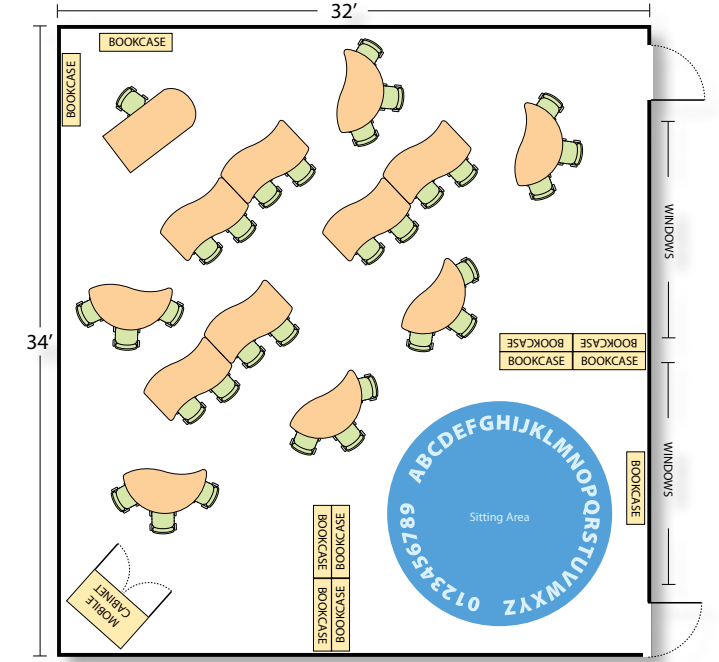 32’
BOOKCASE
BOOKCASE
WINDOWS
34’
BOOKCASE
BOOKCASE
BOOKCASE
BOOKCASE
ABCDEFGHIJKLMNOPQRSTUVWXYZ
0123456789
Sitting Area
WINDOWS
BOOKCASE
BOOKCASE
BOOKCASE
BOOKCASE
BOOKCASE
MOBILE
CABINET